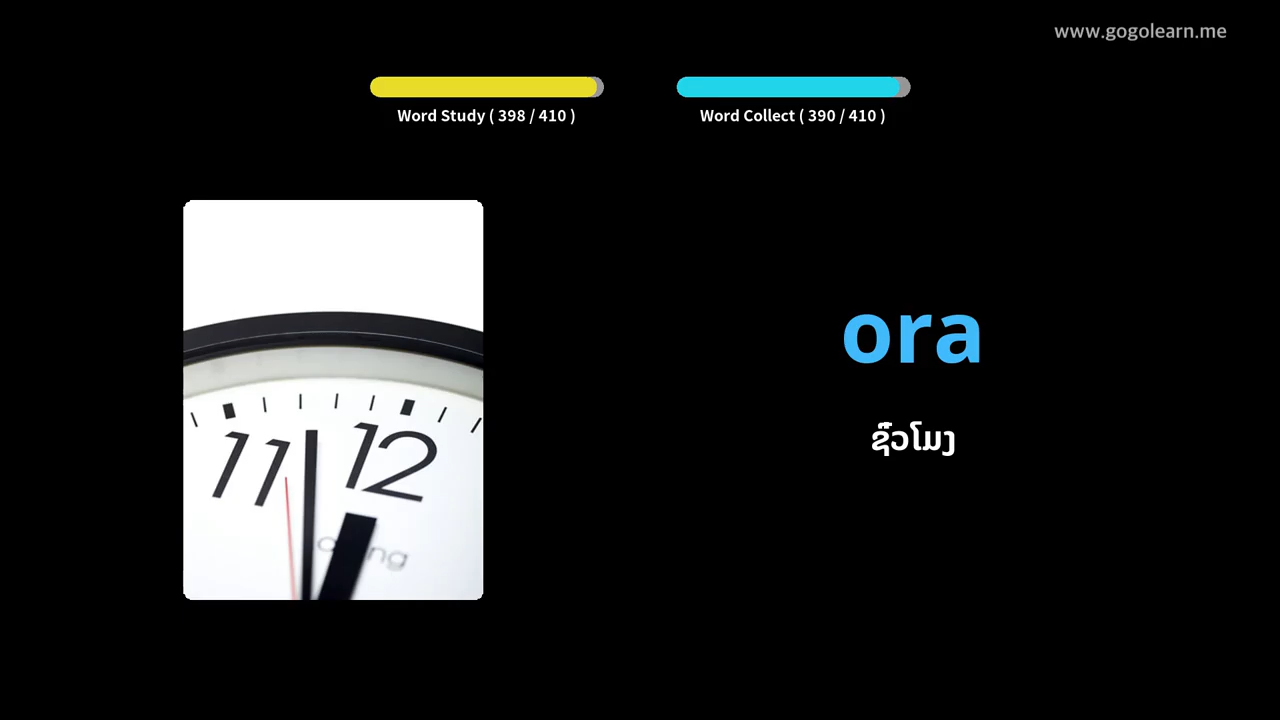 www.gogolearn.me
Word Study ( 398 / 410 )
Word Collect ( 390 / 410 )
ora
ຊົ່ວໂມງ
11
12